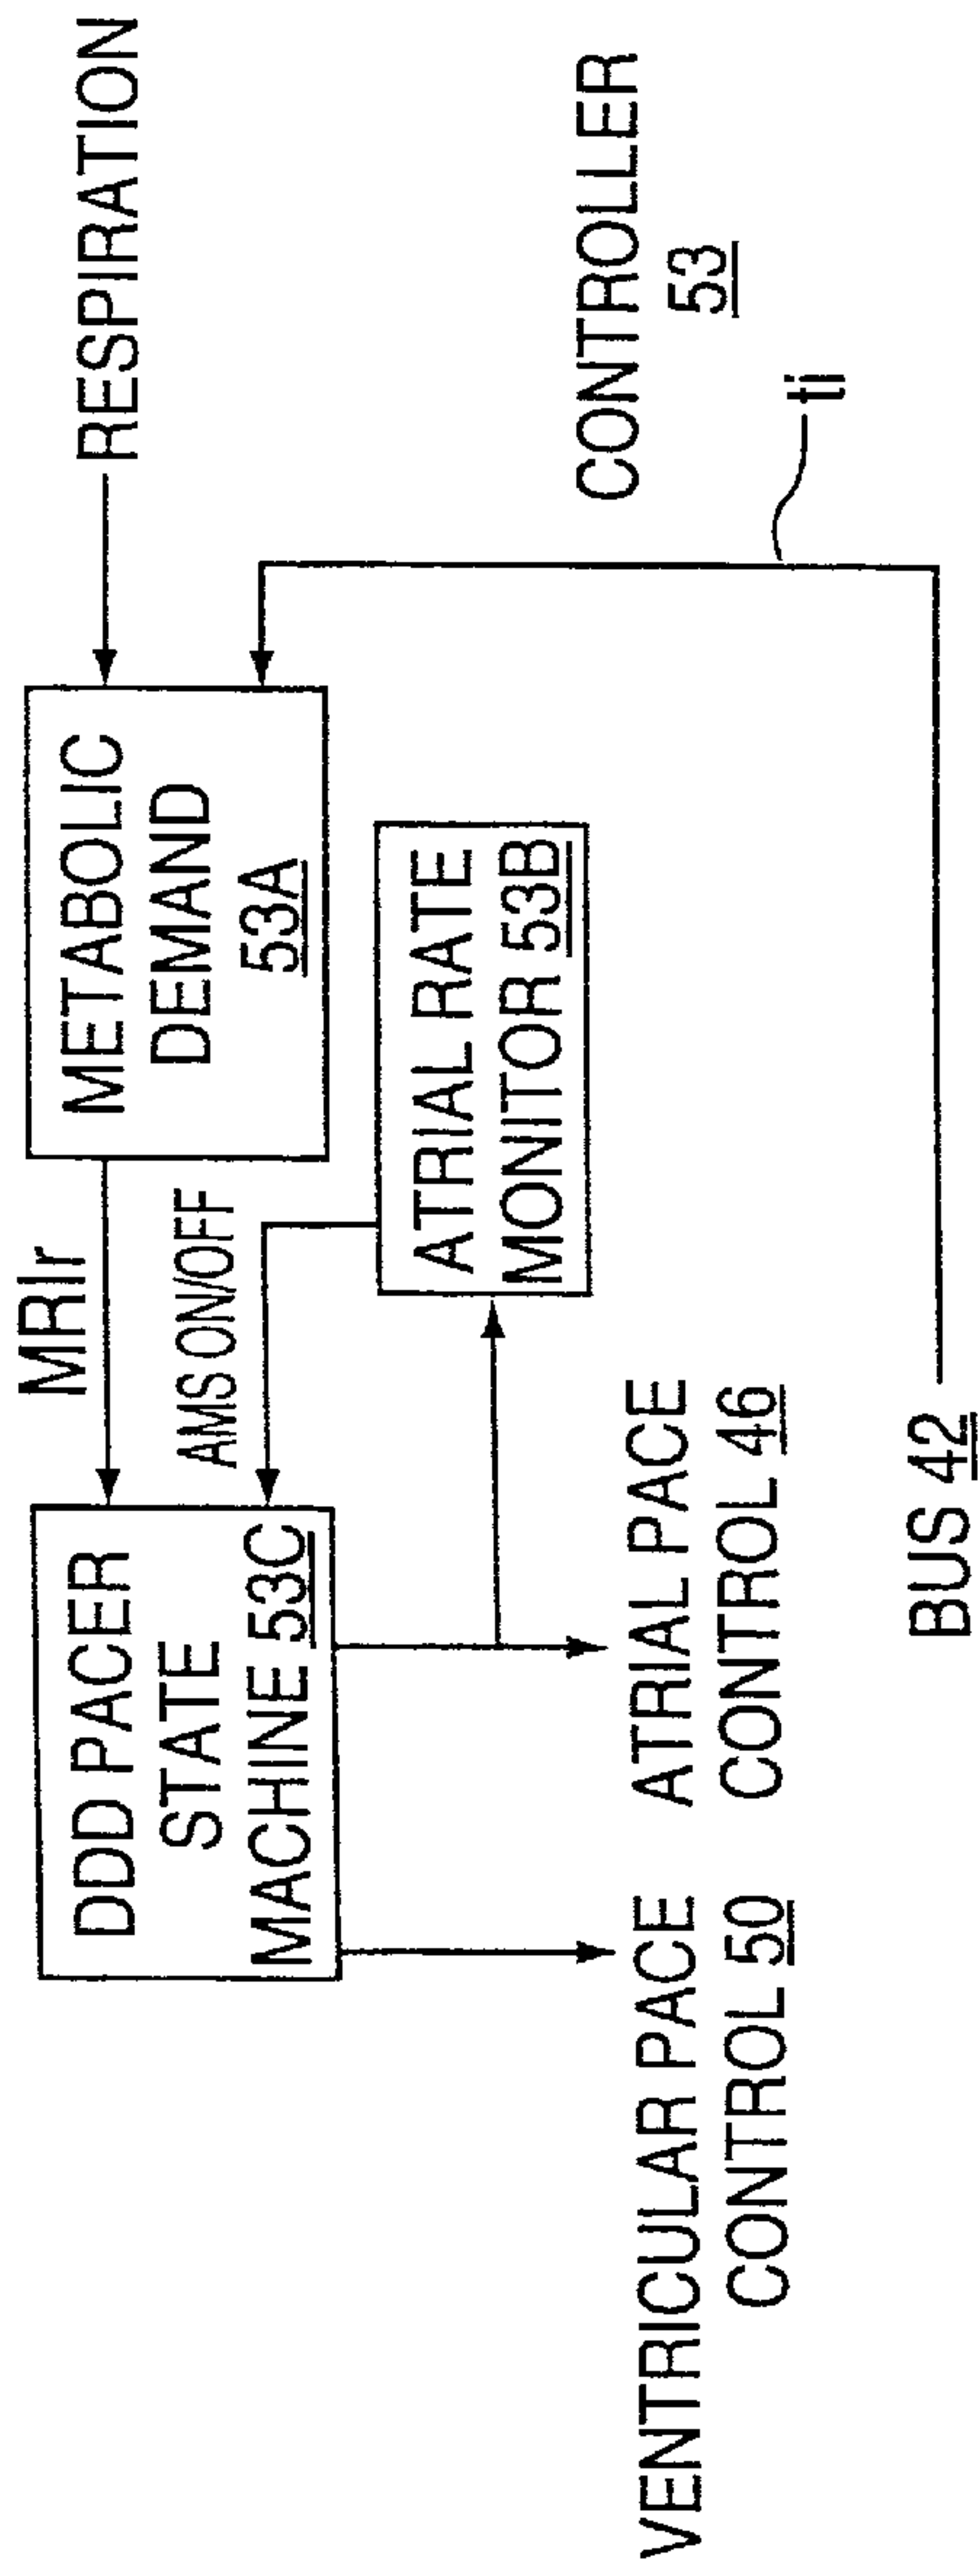 RESPIRATION
METABOLIC
DEMAND
53A
MRIr
AMS ON/OFF
DDD PACER
STATE
MACHINE 53C
ATRIAL RATE
MONITOR 53B
CONTROLLER
53
ti
VENTRICULAR PACE
CONTROL 50
ATRIAL PACE
CONTROL 46
BUS 42